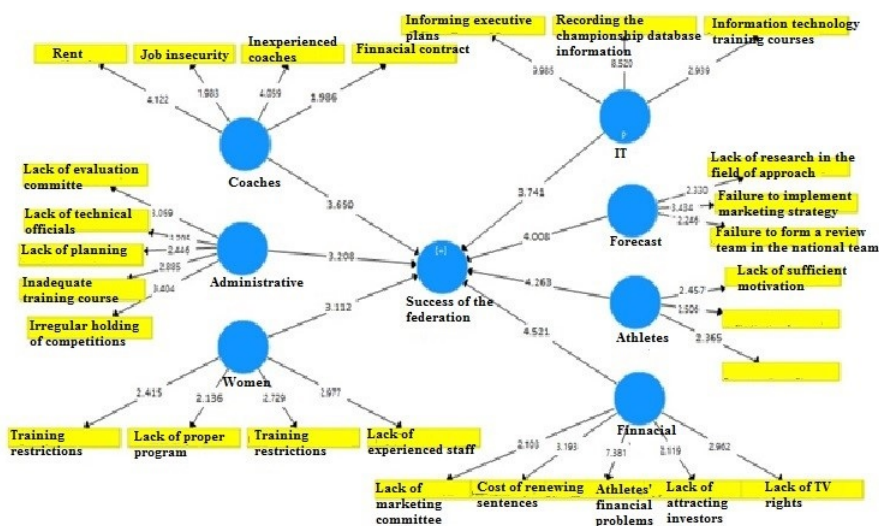 Informing executive
plans
Recording the
championship database
information
Information technology
training courses
Rent
Job insecurity
Inexperienced
coaches
Finnacial contract
9.985
8.520
2.939
4.122
1.983
4.059
1.986
IT
Coaches
Lack of evaluation
committe
3.059
Lack of technical
officials
Lack of planning
2.446
Inadequate
training course
2.885
Irregular holding
of competitions
3.404
Administrative
3.650
3.741
3.208
4.008
[+]
Success of the
federation
Lack of research in the
field of approach
2.330
Failure to implement
marketing strategy
3.434
Failure to form a review
team in the national team
2.246
Forecast
4.263
Lack of sufficient
motivation
2.457
2.365
Athletes
3.112
4.521
Women
2.415
2.136
2.729
2.977
Training
restrictions
Lack of proper
program
Training
restrictions
Lack of
experienced staff
Finnacial
2.103
3.193
7.381
2.119
2.962
Lack of
marketing
committee
Cost of renewing
sentences
Athletes'
financial
problems
Lack of
attracting
investors
Lack of TV
rights